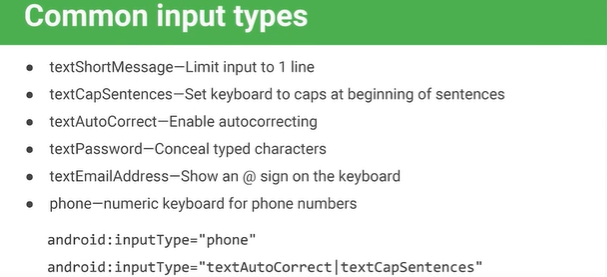 Common input types
● textShortMessage—Limit input to 1 line
● textCapSentences—Set keyboard to caps at beginning of sentences
● textAutoCorrect—Enable autocorrecting
● textPassword—Conceal typed characters
● textEmailAddress—Show an @ sign on the keyboard
● phone—numeric keyboard for phone numbers
android:inputType="phone"
android:inputType="textAutoCorrect|textCapSentences"